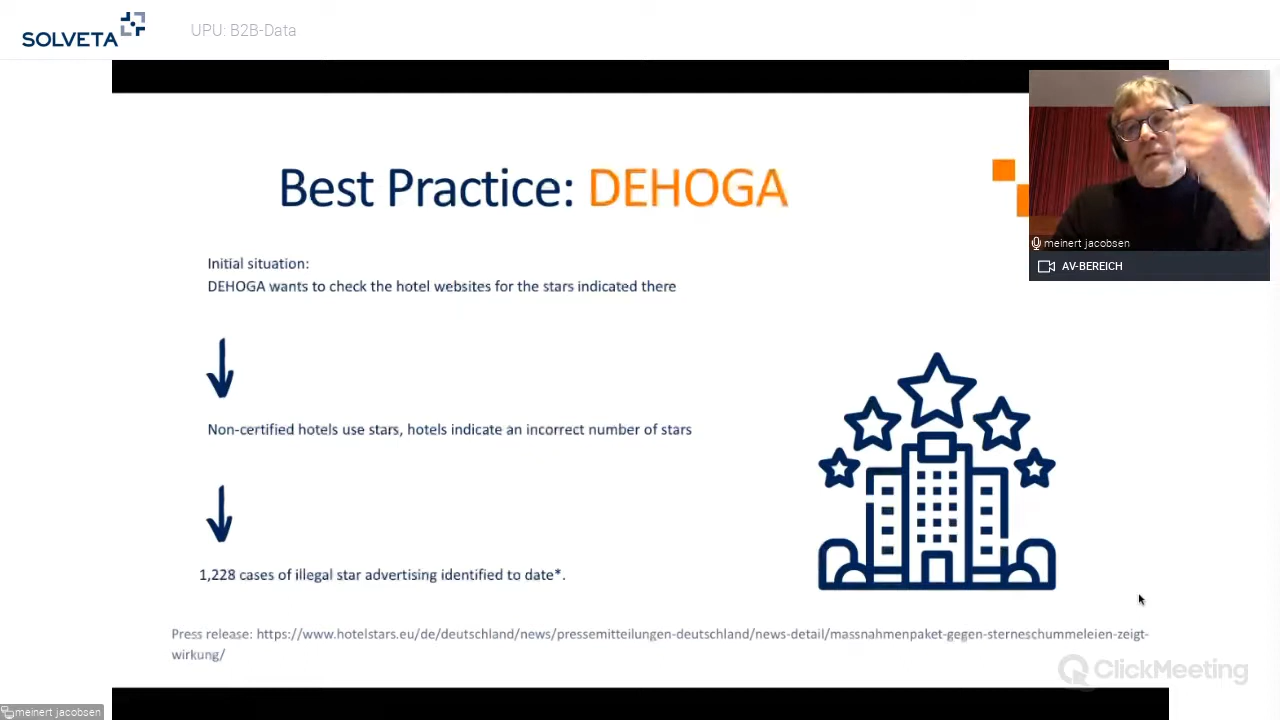 SOLVETA
UPU: B2B-Data
Best Practice: DEHOGA
meinert jacobsen
AV-BEREICH
Initial situation:
DEHOGA wants to check the hotel websites for the stars indicated there
Non-certified hotels use stars, hotels indicate an incorrect number of stars
1,228 cases of illegal star advertising identified to date*.
Press release: https://www.hotelstars.eu/de/deutschland/news/pressemitteilungen-deutschland/news-detail/massnahmenpaket-gegen-sterneschummeleien-zeigt-
wirkung/
ClickMeeting
meinert jacobsen